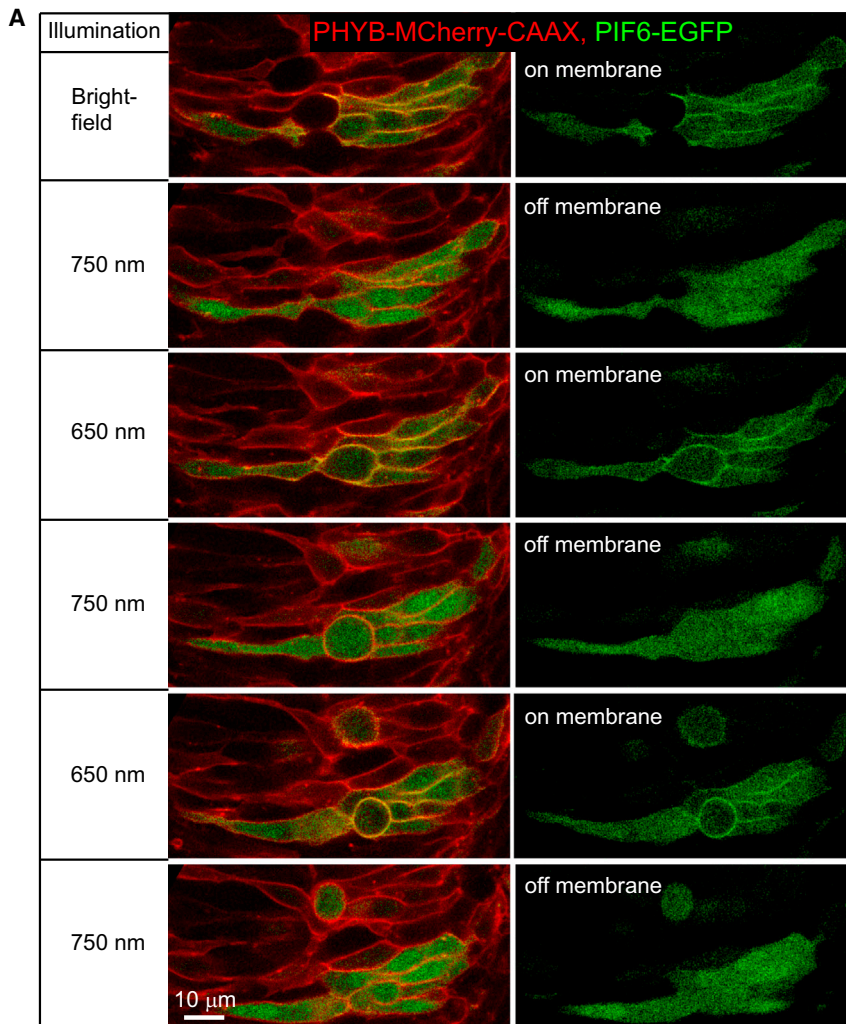 A
Illumination
PHYB-MCherry-CAAX, PIF6-EGFP
Bright-
field
on membrane
750 nm
off membrane
650 nm
on membrane
750 nm
off membrane
650 nm
on membrane
750 nm
off membrane
10 μm